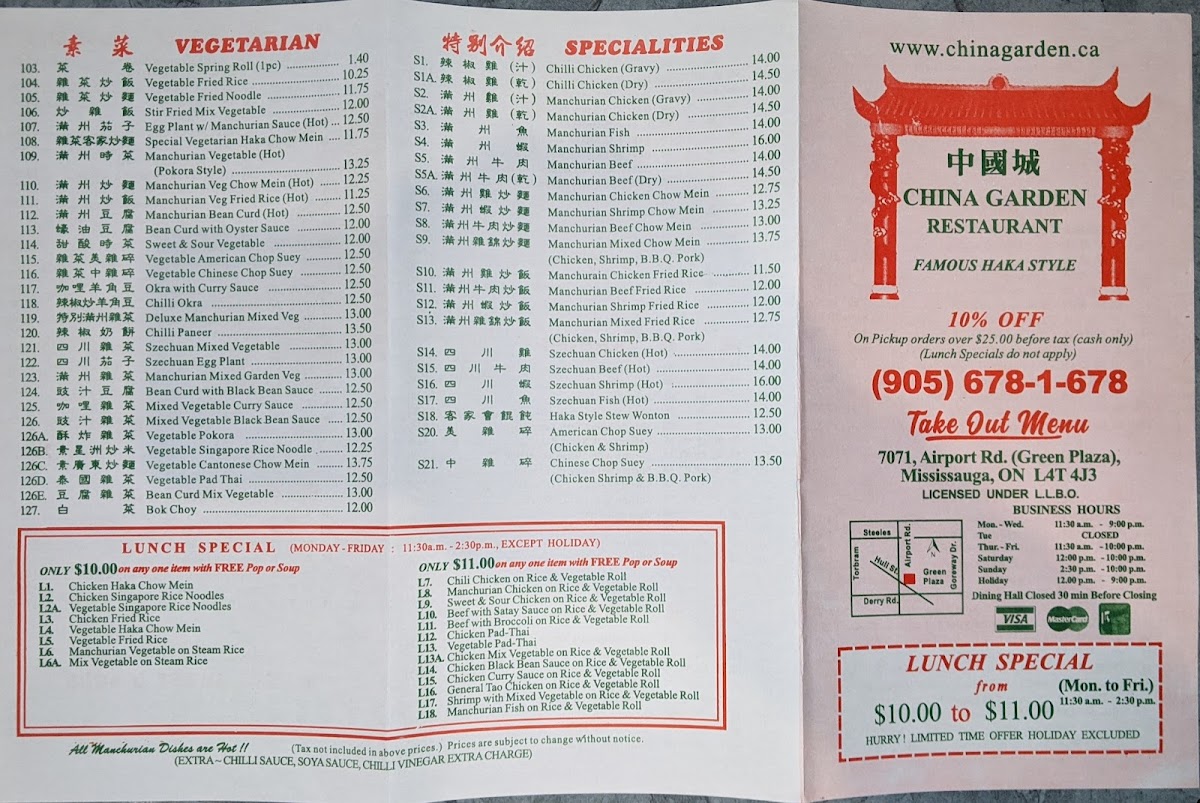 素 菜 VEGETARIAN
103. 菜 卷 Vegetable Spring Roll (1pc) 1.40
104. 雜菜炒飯 Vegetable Fried Rice 10.25
105. 雜菜炒麵 Vegetable Fried Noodle 11.75
106. 炒雜飯 Stir Fried Mix Vegetable 12.00
107. 滿州茄子 Egg Plant w/ Manchurian Sauce (Hot) 12.50
108. 雜菜客家炒麵 Special Vegetarian Haka Chow Mein 11.75
109. 滿州時菜 Manchurian Vegetable (Hot)
(Pokora Style) 13.25
110. 滿州炒麵 Manchurian Veg Chow Mein (Hot) 12.25
111. 滿州炒飯 Manchurian Veg Fried Rice (Hot) 11.25
112. 滿州豆腐 Manchurian Bean Curd (Hot) 12.50
113. 蠔油豆腐 Bean Curd with Oyster Sauce 12.00
114. 甜酸時菜 Sweet & Sour Vegetable 12.00
115. 雜菜美雜碎 Vegetable American Chop Suey 12.50
116. 雜菜中雜碎 Vegetable Chinese Chop Suey 12.50
117. 咖哩羊角豆 Okra with Curry Sauce 12.50
118. 辣椒炒羊角豆 Chilli Okra 12.50
119. 特別滿州雜菜 Deluxe Manchurian Mixed Veg 13.00
120. 辣椒奶餅 Chilli Paneer 13.50
121. 四川雜菜 Szechuan Mixed Vegetable 13.00
122. 四川茄子 Szechuan Egg Plant 13.00
123. 滿州雜菜 Manchurian Mixed Garden Veg 13.00
124. 豉汁豆腐 Bean Curd with Black Bean Sauce 12.50
125. 咖哩雜菜 Mixed Vegetable Curry Sauce 12.50
126. 豉汁雜菜 Mixed Vegetable Black Bean Sauce 12.50
126A. 酥炸雜菜 Vegetable Pokora 13.00
126B. 素星洲炒米 Vegetable Singapore Rice Noodle 12.25
126C. 素廣東炒麵 Vegetable Cantonese Chow Mein 13.75
126D. 泰國雜菜 Vegetable Pad Thai 12.50
126E. 豆腐雜菜 Bean Curd Mix Vegetable 13.00
127. 白 菜 Bok Choy 12.00
特別介紹 SPECIALITIES
S1. 辣椒雞(汁) Chilli Chicken (Gravy) 14.00
S1A. 辣椒雞(乾) Chilli Chicken (Dry) 14.50
S2. 滿州雞(汁) Manchurian Chicken (Gravy) 14.00
S2A. 滿州雞(乾) Manchurian Chicken (Dry) 14.50
S3. 滿州魚 Manchurian Fish 14.00
S4. 滿州蝦 Manchurian Shrimp 16.00
S5. 滿州牛肉 Manchurian Beef 14.00
S5A. 滿州牛肉(乾) Manchurian Beef (Dry) 14.50
S6. 滿州雞炒麵 Manchurian Chicken Chow Mein 12.75
S7. 滿州蝦炒麵 Manchurian Shrimp Chow Mein 13.25
S8. 滿州牛肉炒麵 Manchurian Beef Chow Mein 13.00
S9. 滿州雜錦炒麵 Manchurian Mixed Chow Mein 13.75
(Chicken, Shrimp, B.B.Q. Pork)
S10. 滿州雞炒飯 Manchurain Chicken Fried Rice 11.50
S11. 滿州牛肉炒飯 Manchurian Beef Fried Rice 12.00
S12. 滿州蝦炒飯 Manchurian Shrimp Fried Rice 12.00
S13. 滿州雜錦炒飯 Manchurian Mixed Fried Rice 12.75
(Chicken, Shrimp, B.B.Q. Pork)
S14. 四川雞 Szechuan Chicken (Hot) 14.00
S15. 四川牛肉 Szechuan Beef (Hot) 14.00
S16. 四川蝦 Szechuan Shrimp (Hot) 16.00
S17. 四川魚 Szechuan Fish (Hot) 14.00
S18. 客家會餛飩 Haka Style Stew Wonton 12.50
S20. 美雜碎 American Chop Suey 13.00
(Chicken & Shrimp)
S21. 中雜碎 Chinese Chop Suey 13.50
(Chicken Shrimp & B.B.Q. Pork)
LUNCH SPECIAL (MONDAY - FRIDAY : 11:30a.m. - 2:30p.m., EXCEPT HOLIDAY)
ONLY $10.00 on any one item with FREE Pop or Soup
L1. Chicken Haka Chow Mein
L2. Chicken Singapore Rice Noodles
L2A. Vegetable Singapore Rice Noodles
L3. Chicken Fried Rice
L4. Vegetable Haka Chow Mein
L5. Vegetable Fried Rice
L6. Manchurian Vegetable on Steam Rice
L6A. Mix Vegetable on Steam Rice
ONLY $11.00 on any one item with FREE Pop or Soup
L7. Chili Chicken on Rice & Vegetable Roll
L8. Manchurian Chicken on Rice & Vegetable Roll
L9. Sweet & Sour Chicken on Rice & Vegetable Roll
L10. Beef with Satay Sauce on Rice & Vegetable Roll
L11. Beef with Broccoli on Rice & Vegetable Roll
L12. Chicken Pad-Thai
L13. Vegetable Pad-Thai
L13A. Chicken Mix Vegetable on Rice & Vegetable Roll
L14. Chicken Black Bean Sauce on Rice & Vegetable Roll
L15. Chicken Curry Sauce on Rice & Vegetable Roll
L16. General Tao Chicken on Rice & Vegetable Roll
L17. Shrimp with Mixed Vegetable on Rice & Vegetable Roll
L18. Manchurian Fish on Rice & Vegetable Roll
All Manchurian Dishes are Hot !! (Tax not included in above prices.) Prices are subject to change without notice.
(EXTRA ~ CHILLI SAUCE, SOYA SAUCE, CHILLI VINEGAR EXTRA CHARGE)
www.chinagarden.ca
中國城
CHINA GARDEN
RESTAURANT
FAMOUS HAKA STYLE
10% OFF
On Pickup orders over $25.00 before tax (cash only)
(Lunch Specials do not apply)
(905) 678-1-678
Take Out Menu
7071, Airport Rd. (Green Plaza),
Mississauga, ON L4T 4J3
LICENSED UNDER L.L.B.O.
BUSINESS HOURS
Mon. - Wed. 11:30 a.m. - 9:00 p.m.
Tue CLOSED
Thur. - Fri. 11:30 a.m. - 10:00 p.m.
Saturday 12:00 p.m. - 10:00 p.m.
Sunday 2:30 p.m. - 10:00 p.m.
Holiday 12.00 p.m. - 9:00 p.m.
Dining Hall Closed 30 min Before Closing
Steeles
Torbram
Hull St.
Airport Rd.
N
Green Plaza
Goreway Dr.
Derry Rd.
VISA
MasterCard
LUNCH SPECIAL
from (Mon. to Fri.)
$10.00 to $11.00 11:30 a.m. - 2:30 p.m.
HURRY ! LIMITED TIME OFFER HOLIDAY EXCLUDED